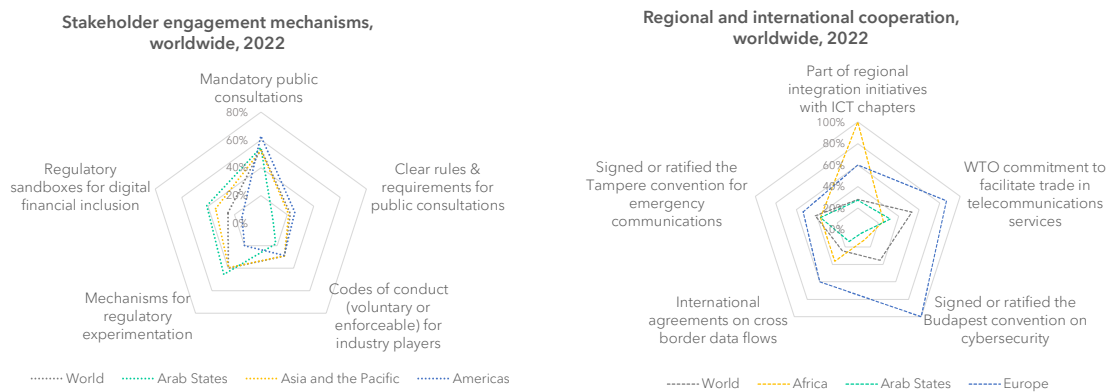 Stakeholder engagement mechanisms,
worldwide, 2022
Mandatory public
consultations
80%
60%
40%
20%
0%
Regulatory
sandboxes for digital
financial inclusion
Clear rules &
requirements for
public consultations
Mechanisms for
regulatory
experimentation
Codes of conduct
(voluntary or
enforceable) for
industry players
World
Arab States
Asia and the Pacific
Americas
Regional and international cooperation,
worldwide, 2022
Part of regional
integration initiatives
with ICT chapters
100%
80%
60%
40%
20%
0%
Signed or ratified the
Tampere convention for
emergency
communications
WTO commitment to
facilitate trade in
telecommunications
services
International
agreements on cross
border data flows
Signed or ratified the
Budapest convention on
cybersecurity
World
Africa
Arab States
Europe